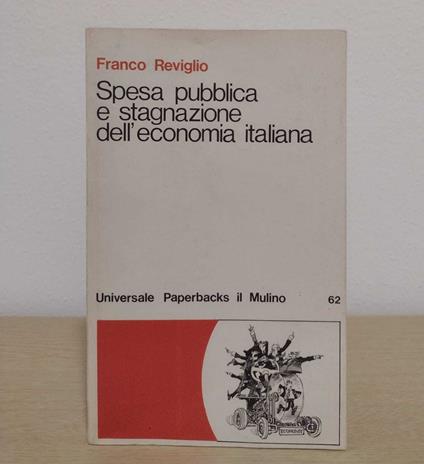 Franco Reviglio
Spesa pubblica
e stagnazione
dell'economia italiana
Universale Paperbacks il Mulino 62